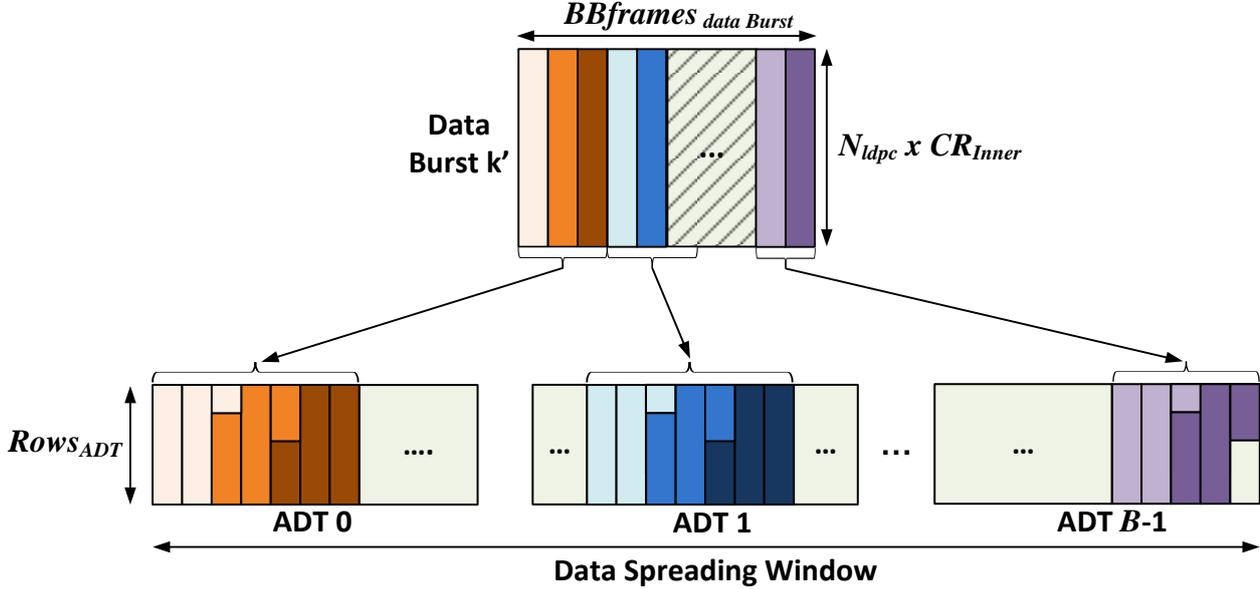 BBframes data Burst
Data
Burst k’
...
Nldpc x CRInner
RowsADT
....
...
...
...
...
ADT 0
ADT 1
ADT B-1
Data Spreading Window